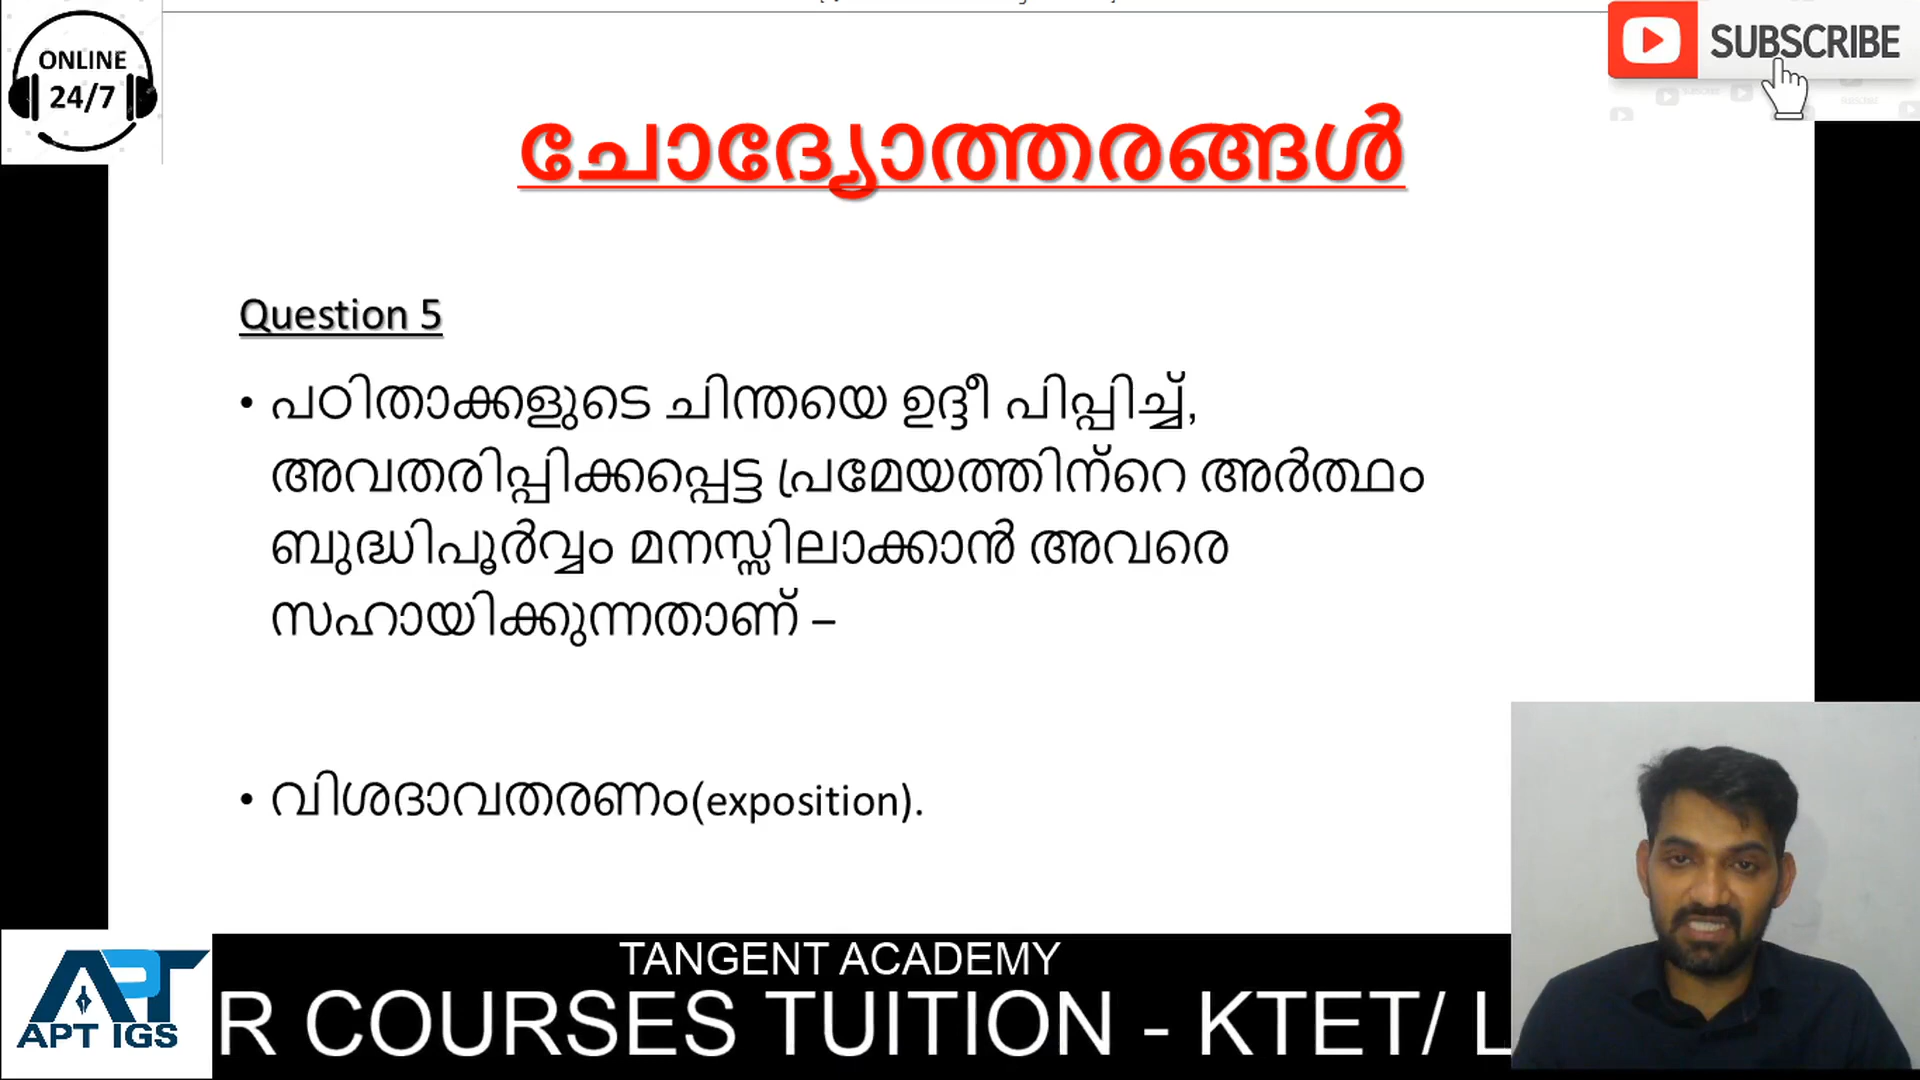 ONLINE
24/7
SUBSCRIBE
ചോദ്യോത്തരങ്ങൾ
Question 5
• പഠിതാക്കളുടെ ചിന്തയെ ഉദ്ദീ പിപ്പിച്ച്,
അവതരിപ്പിക്കപ്പെട്ട പ്രമേയത്തിന്റെ അർത്ഥം
ബുദ്ധിപൂർവ്വം മനസ്സിലാക്കാൻ അവരെ
സഹായിക്കുന്നതാണ് –
• വിശദാവതരണം(exposition).
TANGENT ACADEMY
R COURSES TUITION - KTET/ L
APT
APT IGS